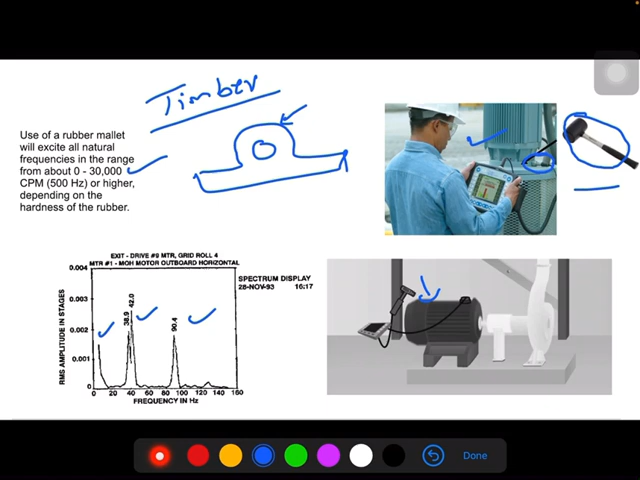 Timber
Use of a rubber mallet
will excite all natural
frequencies in the range
from about 0 - 30,000
CPM (500 Hz) or higher,
depending on the
hardness of the rubber.
EXIT - DRIVE #9 MTR, GRID ROLL 4
MTR #1 - MOH MOTOR OUTBOARD HORIZONTAL
SPECTRUM DISPLAY
28-NOV-93 16:17
RMS AMPLITUDE IN STAGES
0.004
0.003
0.002
0.001
0
38.9
42.0
90.4
0 20 40 60 80 100 120 140 160
FREQUENCY IN Hz
Done